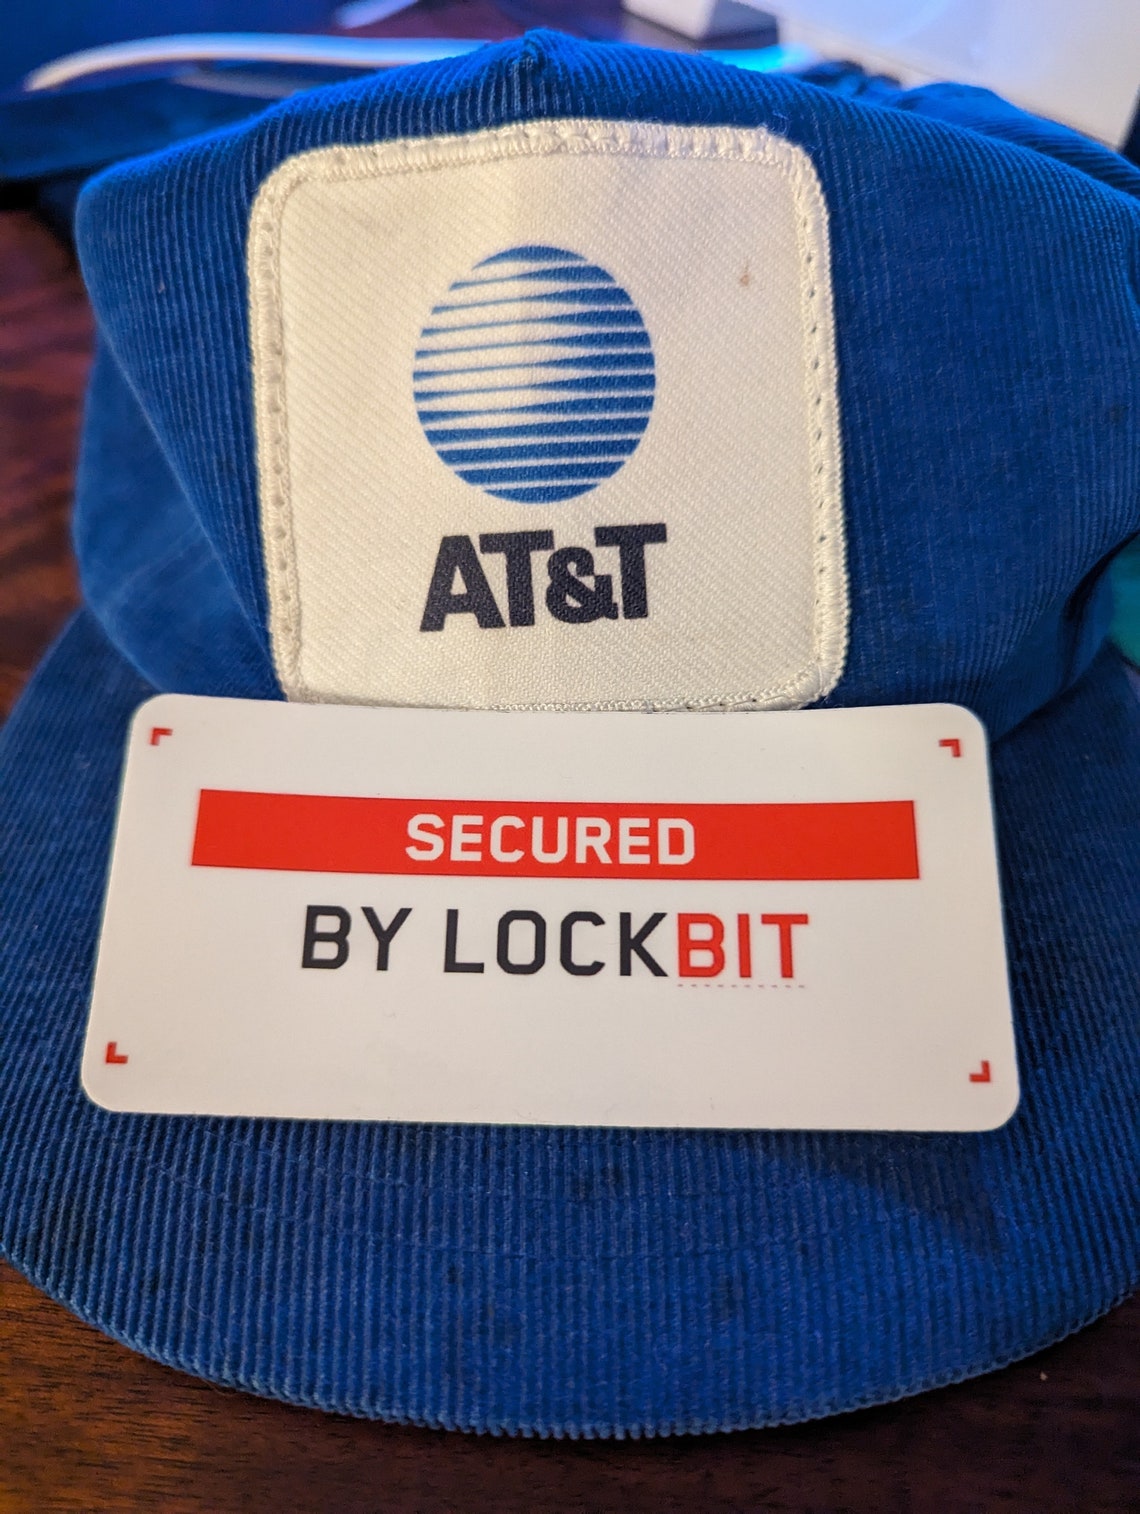 AT&T
SECURED
BY LOCKBIT